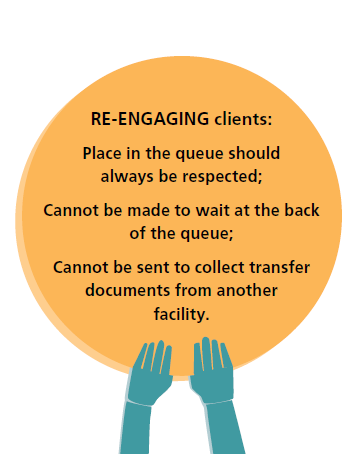 RE-ENGAGING clients:
Place in the queue should
always be respected;
Cannot be made to wait at the back
of the queue;
Cannot be sent to collect transfer
documents from another
facility.